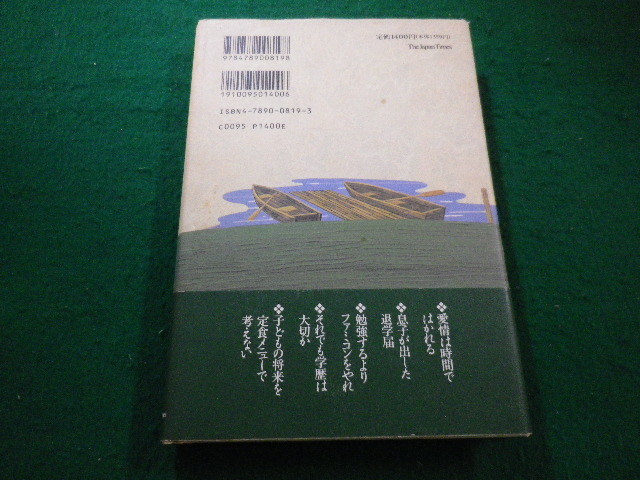 9784789008198
1910095014006
ISBN4-7890-0819-3
C0095 P1400E
定価1400円(本体1359円)
The Japan Times
❖愛情は時間で
はかれる
❖息子が出した
退学届
❖勉強するより
ファミコンをやれ
❖それでも学歴は
大切か
❖子どもの将来を
定食メニューで
考えない